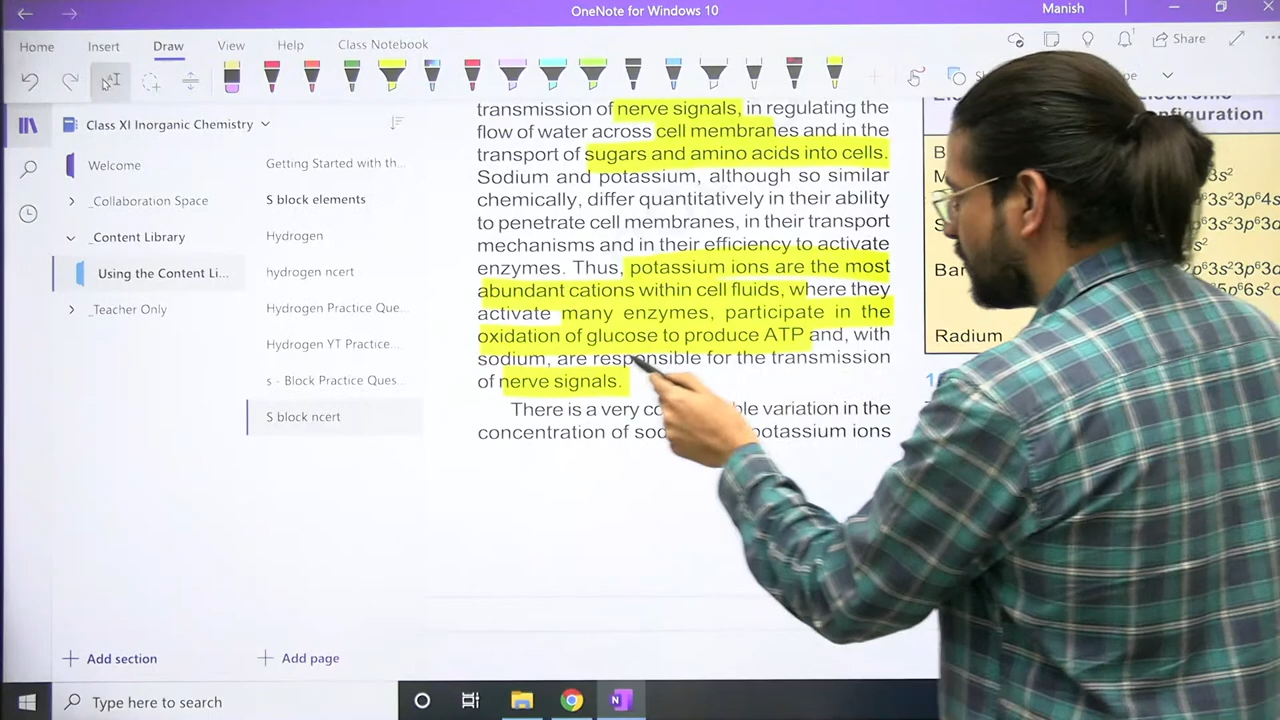 OneNote for Windows 10
Manish
Home
Insert
Draw
View
Help
Class Notebook
Share
Class XI Inorganic Chemistry
Welcome
_Collaboration Space
_Content Library
Using the Content Li...
_Teacher Only
Getting Started with th...
S block elements
Hydrogen
hydrogen ncert
Hydrogen Practice Que...
Hydrogen YT Practice...
s - Block Practice Ques...
S block ncert
transmission of nerve signals, in regulating the
flow of water across cell membranes and in the
transport of sugars and amino acids into cells.
Sodium and potassium, although so similar
chemically, differ quantitatively in their ability
to penetrate cell membranes, in their transport
mechanisms and in their efficiency to activate
enzymes. Thus, potassium ions are the most
abundant cations within cell fluids, where they
activate many enzymes, participate in the
oxidation of glucose to produce ATP and, with
sodium, are responsible for the transmission
of nerve signals.
There is a very variation in the
concentration of potassium ions
Radium
Add section
Add page
Type here to search